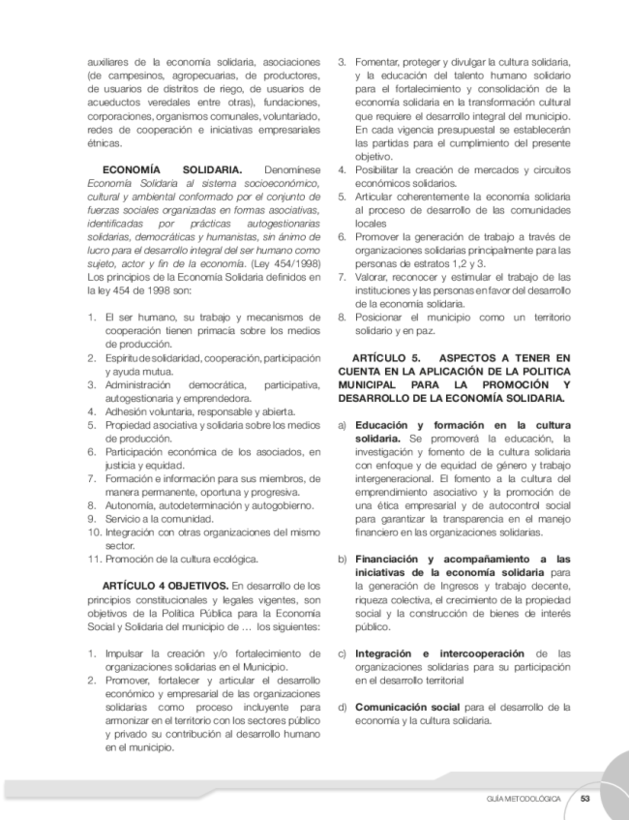 auxiliares de la economía solidaria, asociaciones
(de campesinos, agropecuarias, de productores,
de usuarios de distritos de riego, de usuarios de
acueductos veredales entre otras), fundaciones,
corporaciones, organismos comunales, voluntariado,
redes de cooperación e iniciativas empresariales
étnicas.
ECONOMÍA SOLIDARIA. Denomínese
Economía Solidaria al sistema socioeconómico,
cultural y ambiental conformado por el conjunto de
fuerzas sociales organizadas en formas asociativas,
identificadas por prácticas autogestionarias
solidarias, democráticas y humanistas, sin ánimo de
lucro para el desarrollo integral del ser humano como
sujeto, actor y fin de la economía. (Ley 454/1998)
Los principios de la Economía Solidaria definidos en
la ley 454 de 1998 son:
1. El ser humano, su trabajo y mecanismos de
cooperación tienen primacía sobre los medios
de producción.
2. Espíritu de solidaridad, cooperación, participación
y ayuda mutua.
3. Administración democrática, participativa,
autogestionaria y emprendedora.
4. Adhesión voluntaria, responsable y abierta.
5. Propiedad asociativa y solidaria sobre los medios
de producción.
6. Participación económica de los asociados, en
justicia y equidad.
7. Formación e información para sus miembros, de
manera permanente, oportuna y progresiva.
8. Autonomía, autodeterminación y autogobierno.
9. Servicio a la comunidad.
10. Integración con otras organizaciones del mismo
sector.
11. Promoción de la cultura ecológica.
ARTÍCULO 4 OBJETIVOS. En desarrollo de los
principios constitucionales y legales vigentes, son
objetivos de la Política Pública para la Economía
Social y Solidaria del municipio de … los siguientes:
1. Impulsar la creación y/o fortalecimiento de
organizaciones solidarias en el Municipio.
2. Promover, fortalecer y articular el desarrollo
económico y empresarial de las organizaciones
solidarias como proceso incluyente para
armonizar en el territorio con los sectores público
y privado su contribución al desarrollo humano
en el municipio.
3. Fomentar, proteger y divulgar la cultura solidaria,
y la educación del talento humano solidario
para el fortalecimiento y consolidación de la
economía solidaria en la transformación cultural
que requiere el desarrollo integral del municipio.
En cada vigencia presupuestal se establecerán
las partidas para el cumplimiento del presente
objetivo.
4. Posibilitar la creación de mercados y circuitos
económicos solidarios.
5. Articular coherentemente la economía solidaria
al proceso de desarrollo de las comunidades
locales
6. Promover la generación de trabajo a través de
organizaciones solidarias principalmente para las
personas de estratos 1,2 y 3.
7. Valorar, reconocer y estimular el trabajo de las
instituciones y las personas en favor del desarrollo
de la economía solidaria.
8. Posicionar el municipio como un territorio
solidario y en paz.
ARTÍCULO 5. ASPECTOS A TENER EN
CUENTA EN LA APLICACIÓN DE LA POLITICA
MUNICIPAL PARA LA PROMOCIÓN Y
DESARROLLO DE LA ECONOMÍA SOLIDARIA.
a) Educación y formación en la cultura
solidaria. Se promoverá la educación, la
investigación y fomento de la cultura solidaria
con enfoque y de equidad de género y trabajo
intergeneracional. El fomento a la cultura del
emprendimiento asociativo y la promoción de
una ética empresarial y de autocontrol social
para garantizar la transparencia en el manejo
financiero en las organizaciones solidarias.
b) Financiación y acompañamiento a las
iniciativas de la economía solidaria para
la generación de Ingresos y trabajo decente,
riqueza colectiva, el crecimiento de la propiedad
social y la construcción de bienes de interés
público.
c) Integración e intercooperación de las
organizaciones solidarias para su participación
en el desarrollo territorial
d) Comunicación social para el desarrollo de la
economía y la cultura solidaria.
GUÍA METODOLÓGICA 53